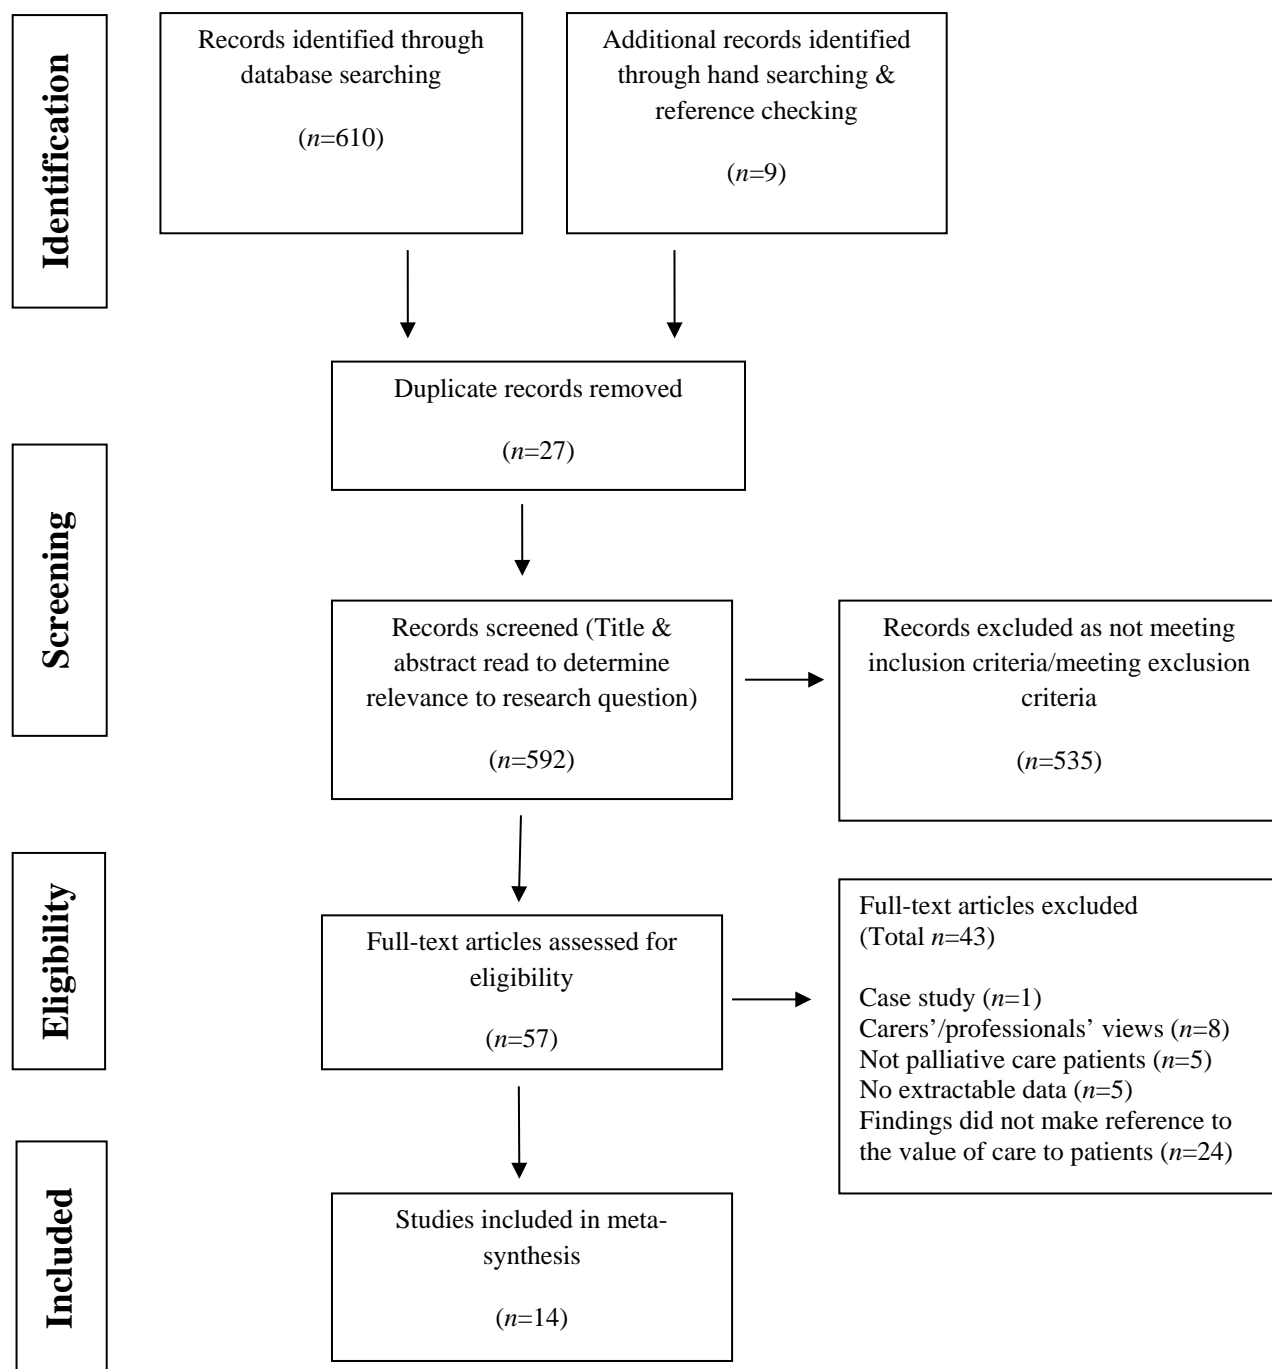 Identification
Records identified through
database searching
(n=610)
Additional records identified
through hand searching &
reference checking
(n=9)
Duplicate records removed
(n=27)
Screening
Records screened (Title &
abstract read to determine
relevance to research question)
(n=592)
Records excluded as not meeting
inclusion criteria/meeting exclusion
criteria
(n=535)
Eligibility
Full-text articles assessed for
eligibility
(n=57)
Full-text articles excluded
(Total n=43)
Case study (n=1)
Carers’/professionals’ views (n=8)
Not palliative care patients (n=5)
No extractable data (n=5)
Findings did not make reference to
the value of care to patients (n=24)
Included
Studies included in meta-
synthesis
(n=14)